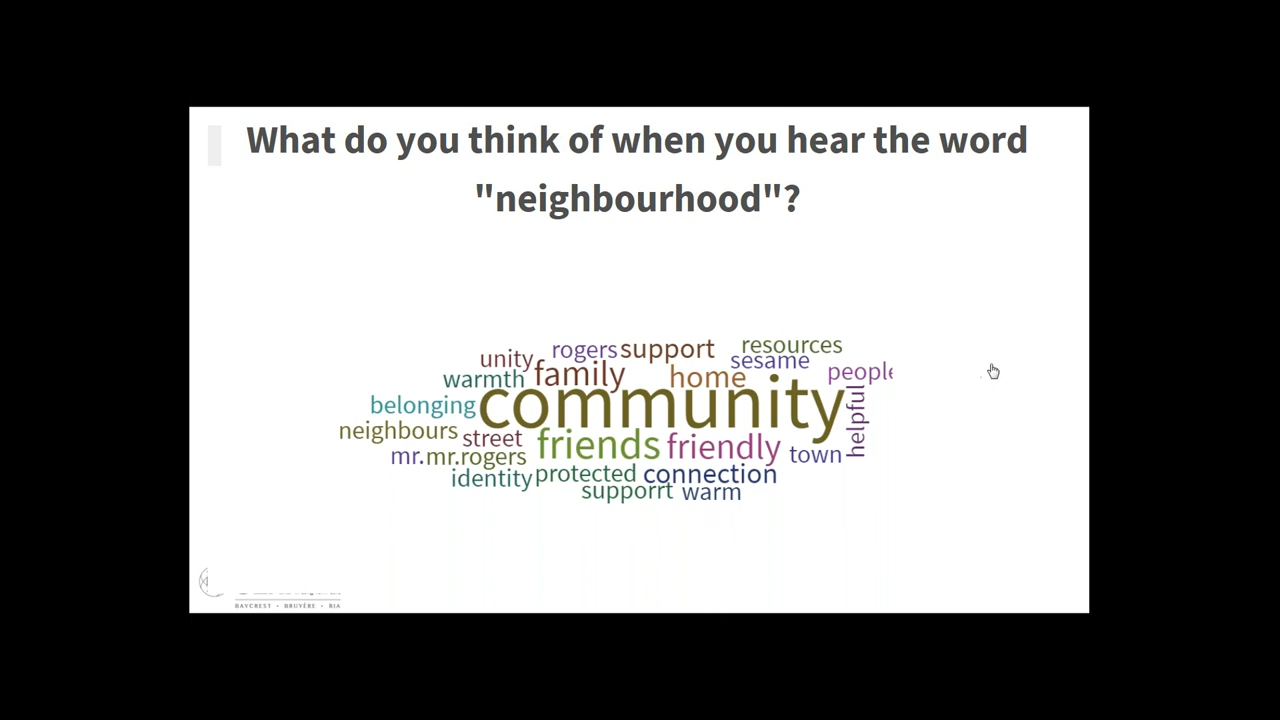 What do you think of when you hear the word
"neighbourhood"?
unity rogers support resources
sesame
warmth family home people
belonging community helpful
neighbours street friends friendly town
mr. mr.rogers
identity protected connection
supporrt warm
BAYCREST • BRUYÈRE • RIA